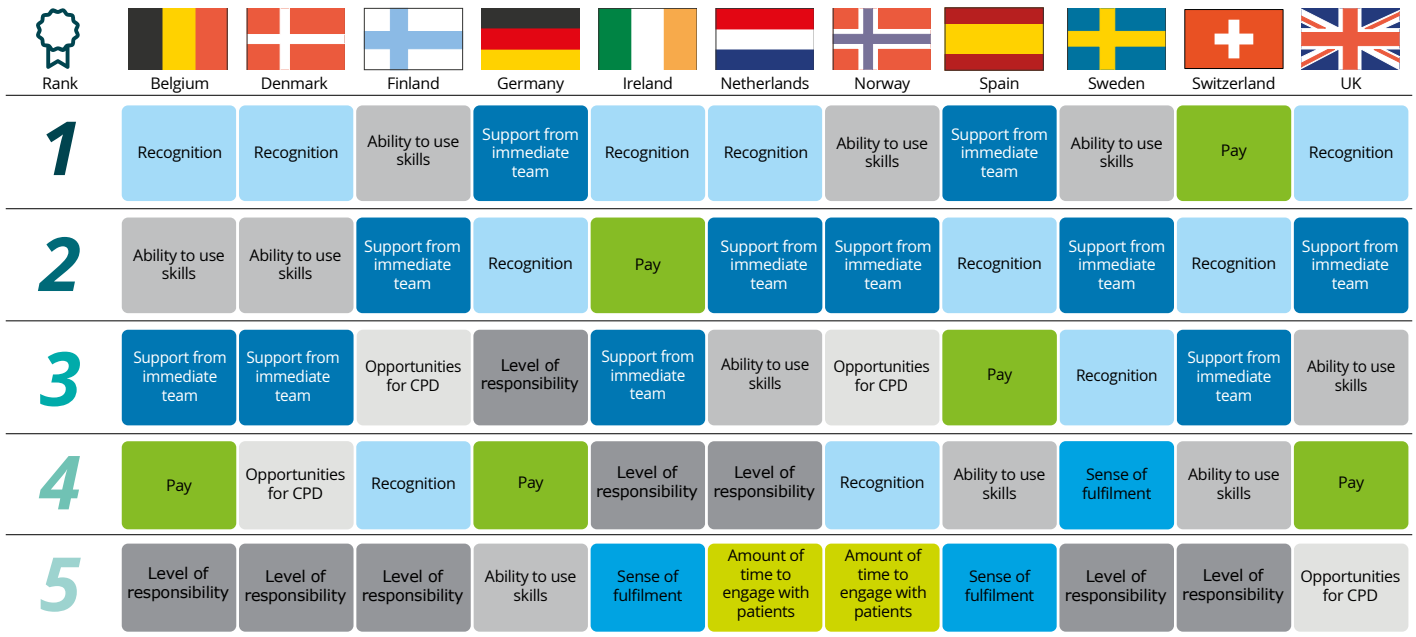 Rank Belgium Denmark Finland Germany Ireland Netherlands Norway Spain Sweden Switzerland UK
1
Recognition
Recognition
Ability to use
skills
Support from
immediate
team
Recognition
Recognition
Ability to use
skills
Support from
immediate
team
Ability to use
skills
Pay
Recognition
2
Ability to use
skills
Ability to use
skills
Support from
immediate
team
Recognition
Pay
Support from
immediate
team
Support from
immediate
team
Recognition
Support from
immediate
team
Recognition
Support from
immediate
team
3
Support from
immediate
team
Support from
immediate
team
Opportunities
for CPD
Level of
responsibility
Support from
immediate
team
Ability to use
skills
Opportunities
for CPD
Pay
Recognition
Support from
immediate
team
Ability to use
skills
4
Pay
Opportunities
for CPD
Recognition
Pay
Level of
responsibility
Level of
responsibility
Recognition
Ability to use
skills
Sense of
fulfilment
Ability to use
skills
Pay
5
Level of
responsibility
Level of
responsibility
Level of
responsibility
Ability to use
skills
Sense of
fulfilment
Amount of
time to
engage with
patients
Amount of
time to
engage with
patients
Sense of
fulfilment
Level of
responsibility
Level of
responsibility
Opportunities
for CPD